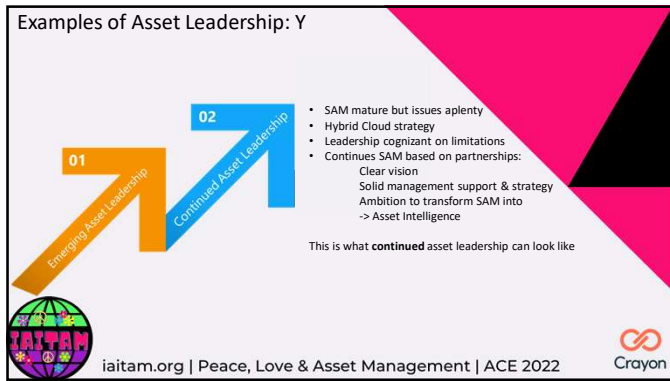 Examples of Asset Leadership: Y
01
Emerging Asset Leadership
02
Continued Asset Leadership
• SAM mature but issues aplenty
• Hybrid Cloud strategy
• Leadership cognizant on limitations
• Continues SAM based on partnerships:
Clear vision
Solid management support & strategy
Ambition to transform SAM into
-> Asset Intelligence
This is what continued asset leadership can look like
IAITAM
iaitam.org | Peace, Love & Asset Management | ACE 2022
Crayon